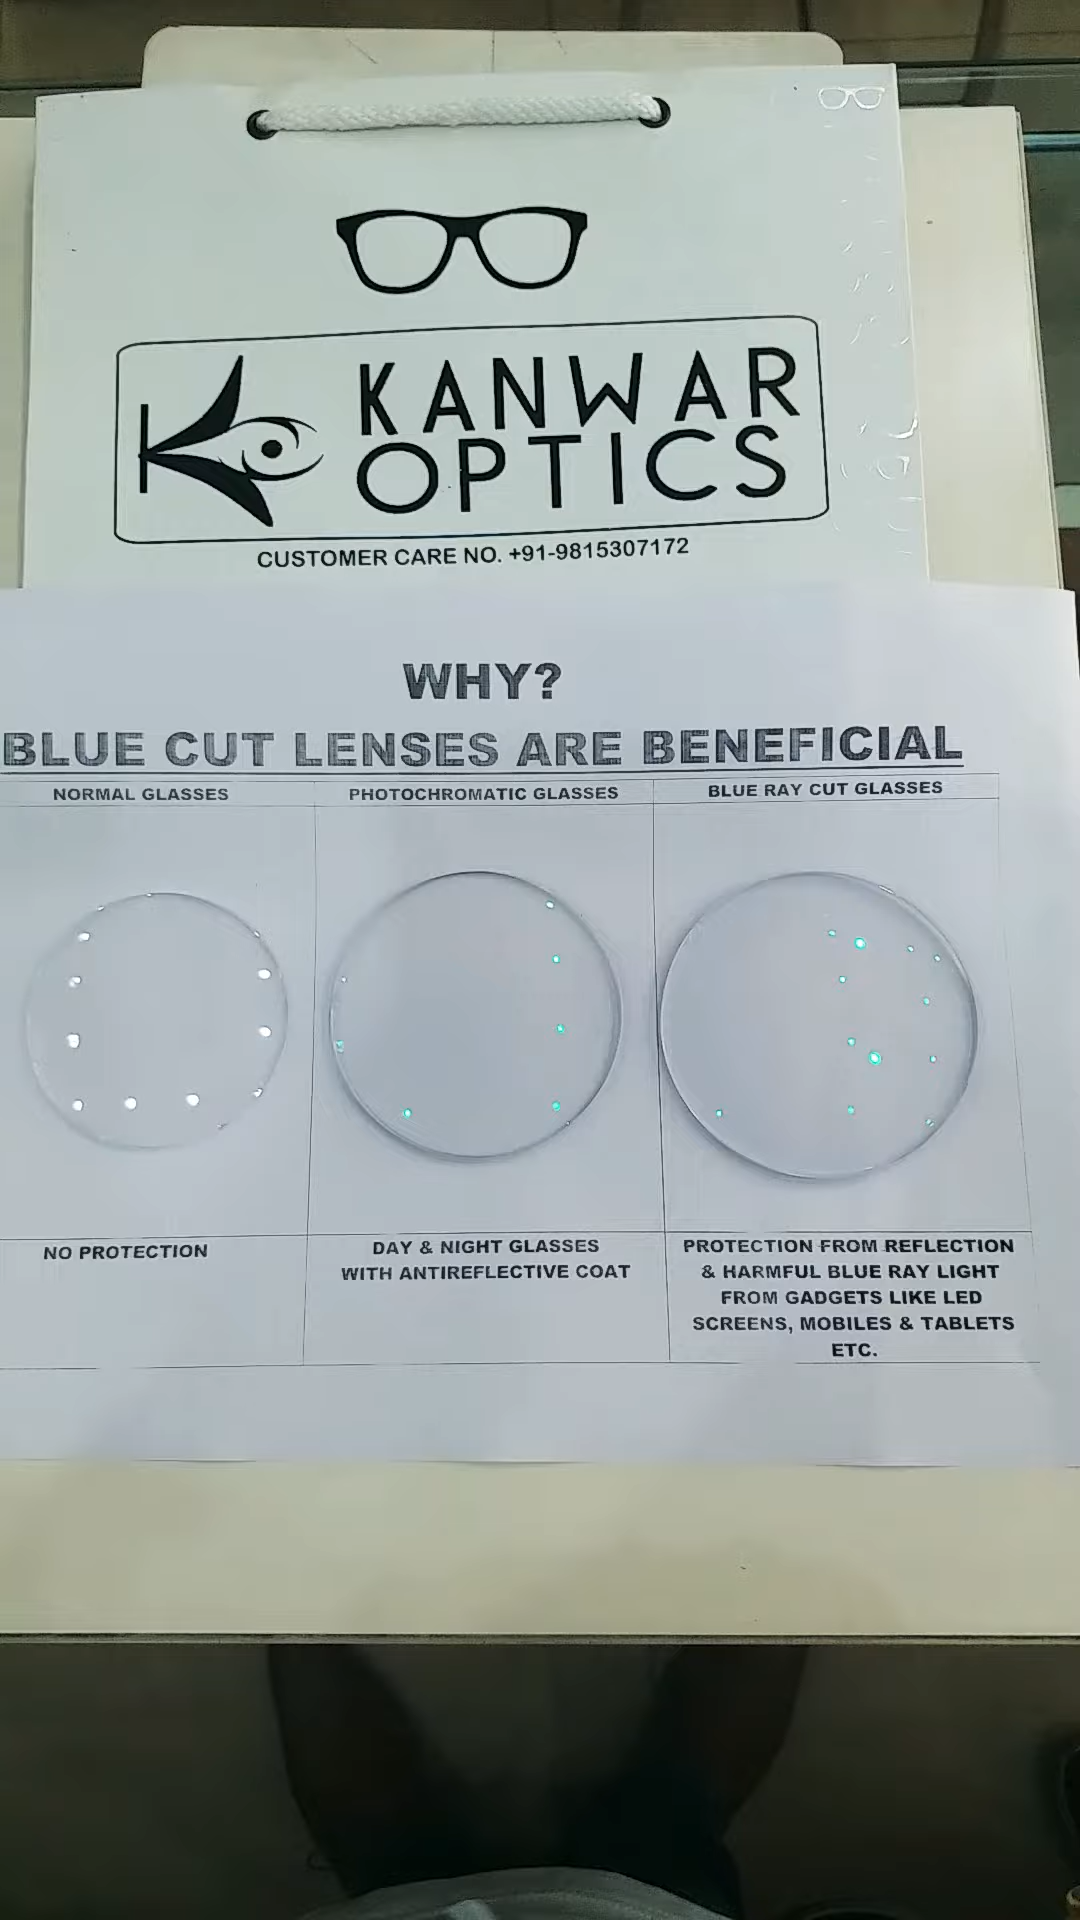 KANWAR
OPTICS
CUSTOMER CARE NO. +91-9815307172
WHY?
BLUE CUT LENSES ARE BENEFICIAL
NORMAL GLASSES
PHOTOCHROMATIC GLASSES
BLUE RAY CUT GLASSES
NO PROTECTION
DAY & NIGHT GLASSES
WITH ANTIREFLECTIVE COAT
PROTECTION FROM REFLECTION
& HARMFUL BLUE RAY LIGHT
FROM GADGETS LIKE LED
SCREENS, MOBILES & TABLETS
ETC.